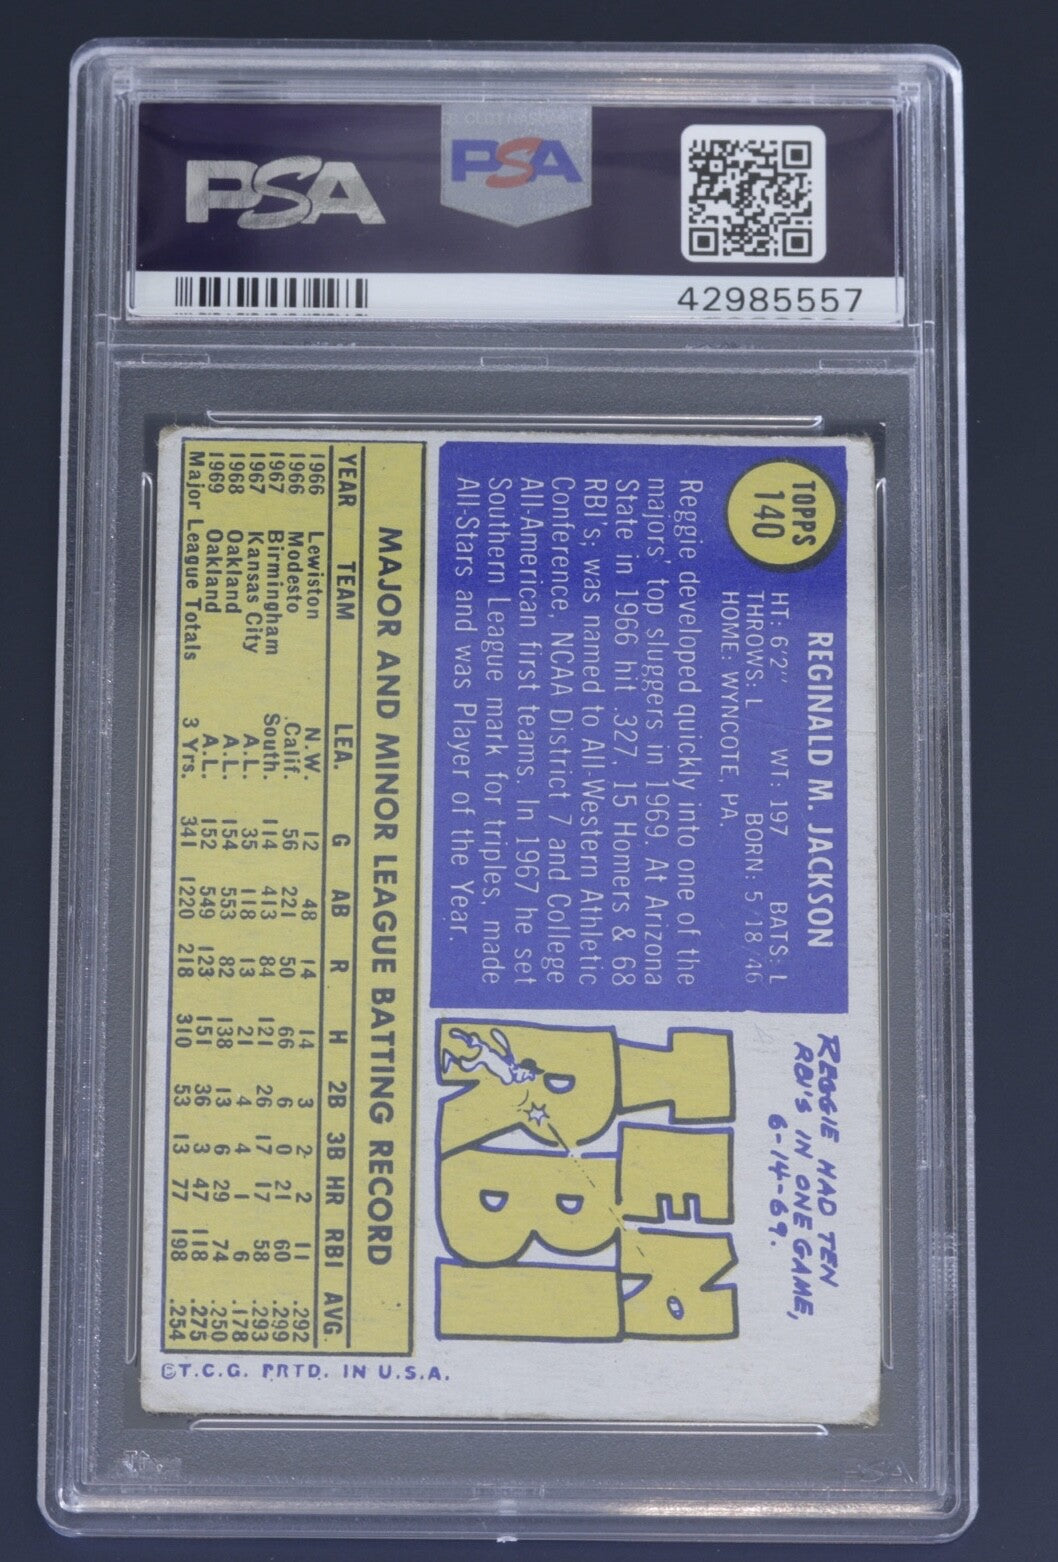 PSA
PSA
42985557
TOPPS
140
REGINALD M. JACKSON
HT: 6'2" WT: 197 BATS: L
THROWS: L BORN: 5 18 46
HOME: WYNCOTE, PA.
Reggie developed quickly into one of the
majors' top sluggers in 1969. At Arizona
State in 1966 hit .327, 15 Homers & 68
RBI's, was named to All-Western Athletic
Conference, NCAA District 7 and College
All-American first teams. In 1967 he set
Southern League mark for triples, made
All-Stars and was Player of the Year.
REGGIE HAD TEN
RBI'S IN ONE GAME,
6-14-69.
TEN
RBI
MAJOR AND MINOR LEAGUE BATTING RECORD
YEAR TEAM LEA. G AB R H 2B 3B HR RBI AVG.
1966 Lewiston N.W 12 48 14 14 3 2 2 11 .292
1966 Modesto Calif. 56 221 50 66 6 0 21 60 .299
1967 Birmingham South. 114 413 84 121 26 17 17 58 .293
1967 Kansas City A.L. 35 118 13 21 4 4 1 6 .178
1968 Oakland A.L. 154 553 82 138 13 6 29 74 .250
1969 Oakland A.L. 152 549 123 151 36 3 47 118 .275
Major League Totals 3 Yrs. 341 1220 218 310 53 13 77 198 .254
©T.C.G. PRTD. IN U.S.A.